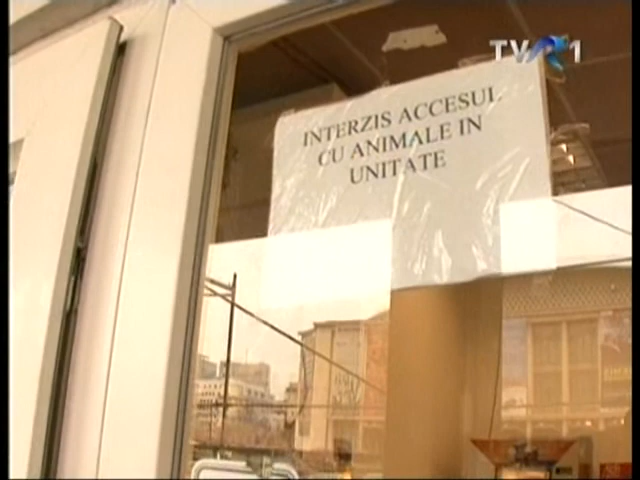 TVR1
INTERZIS ACCESUL
CU ANIMALE IN
UNITATE